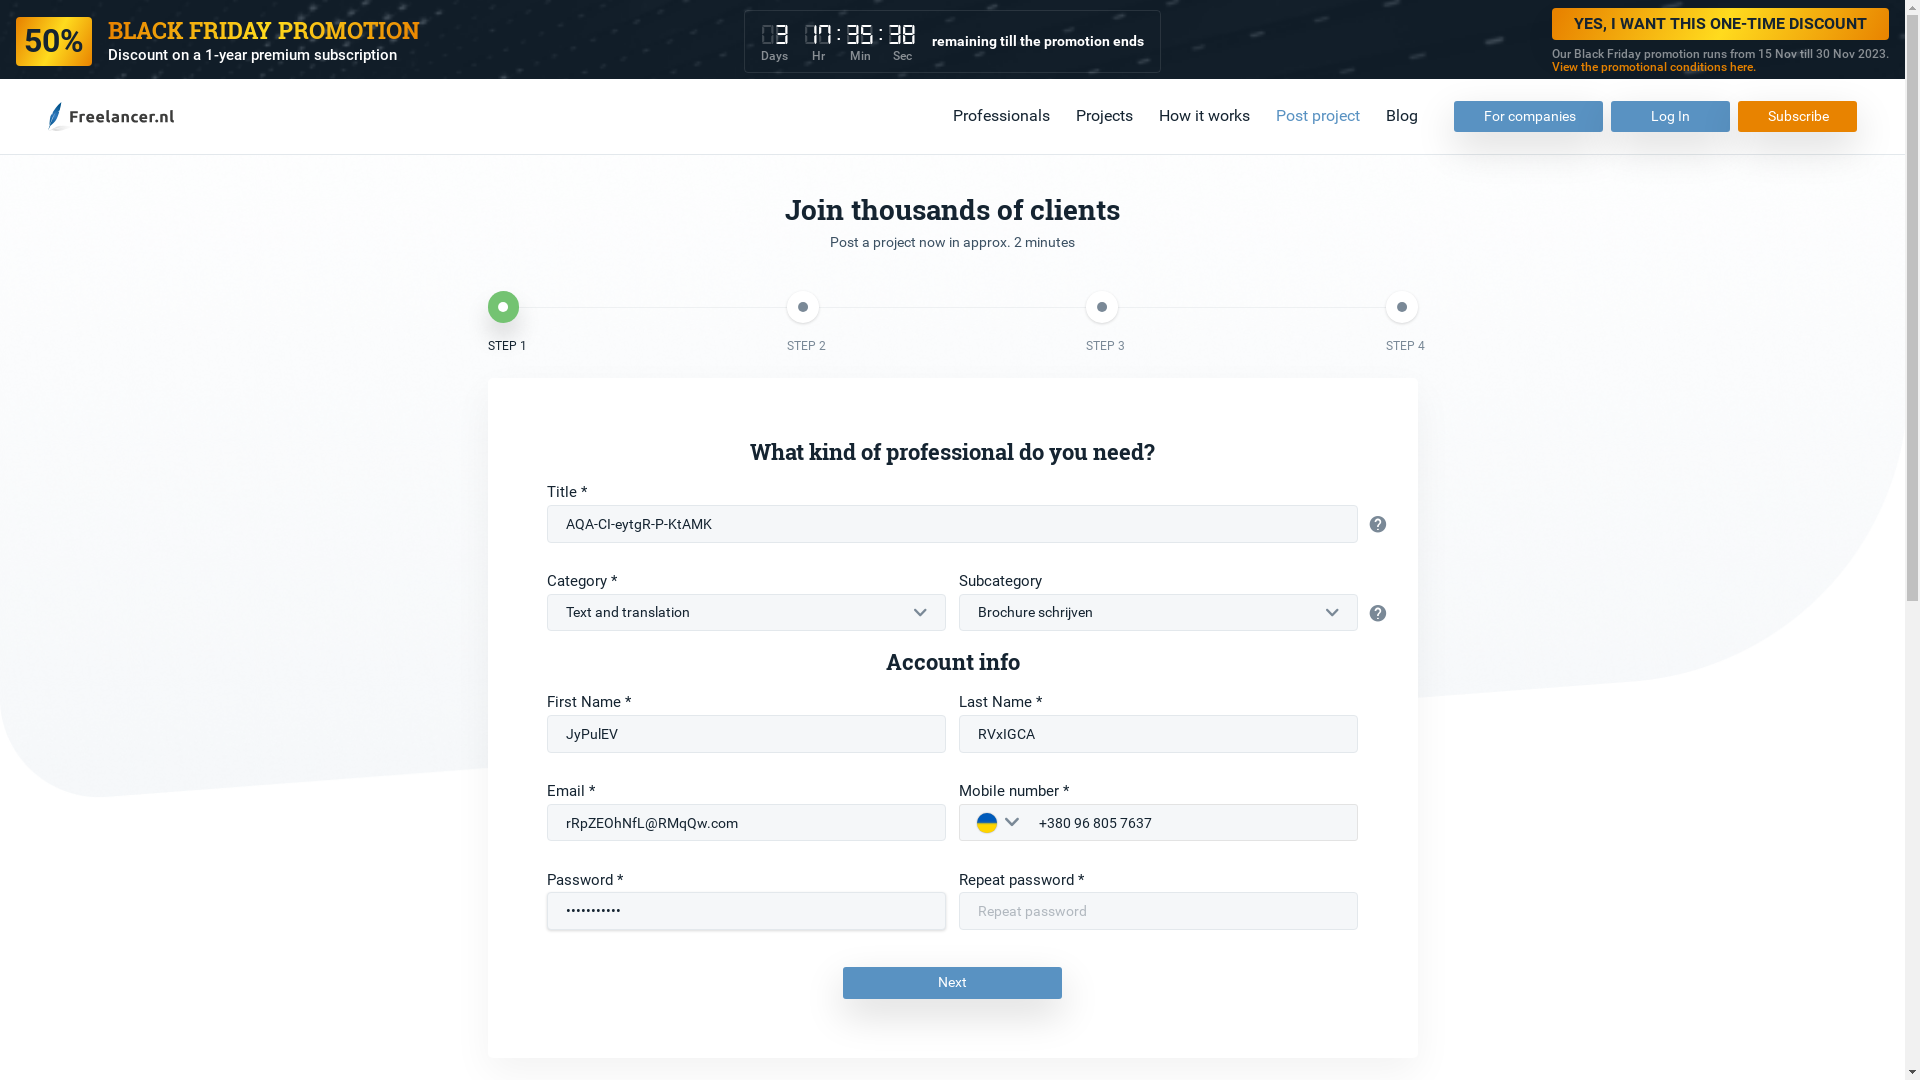 50%
BLACK FRIDAY PROMOTION
Discount on a 1-year premium subscription
3 17 : 35 : 38
Days Hr Min Sec
remaining till the promotion ends
YES, I WANT THIS ONE-TIME DISCOUNT
Our Black Friday promotion runs from 15 Nov till 30 Nov 2023.
View the promotional conditions here.
Freelancer.nl
Professionals Projects How it works Post project Blog For companies Log In Subscribe
Join thousands of clients
Post a project now in approx. 2 minutes
STEP 1 STEP 2 STEP 3 STEP 4
What kind of professional do you need?
Title *
AQA-CI-eytgR-P-KtAMK
?
Category * Subcategory
Text and translation Brochure schrijven
?
Account info
First Name * Last Name *
JyPulEV RVxIGCA
Email * Mobile number *
rRpZEOhNfL@RMqQw.com +380 96 805 7637
Password * Repeat password *
••••••••••• Repeat password
Next